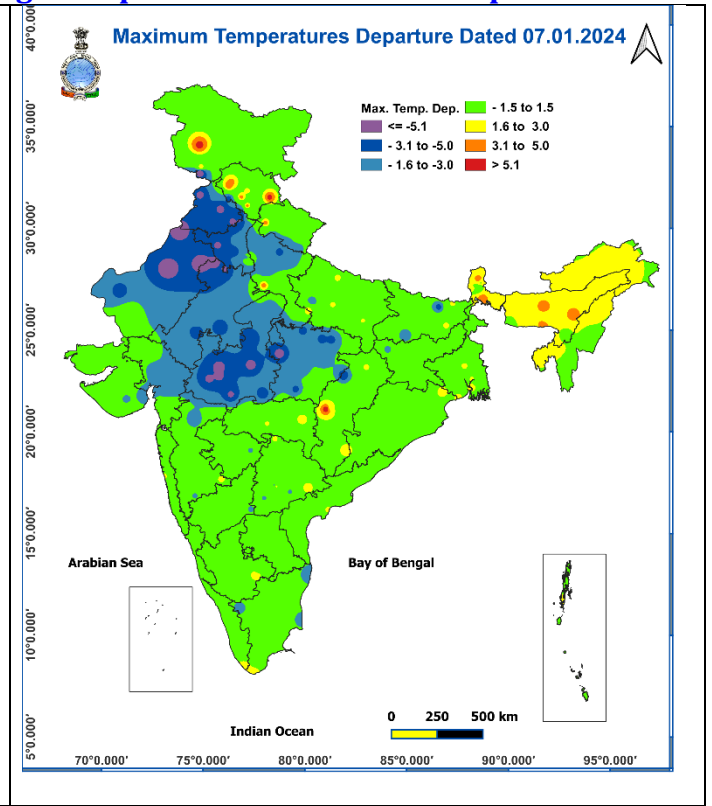 Maximum Temperatures Departure Dated 07.01.2024
Max. Temp. Dep.
<= -5.1
- 3.1 to -5.0
- 1.6 to -3.0
- 1.5 to 1.5
1.6 to 3.0
3.1 to 5.0
> 5.1
40°0.000'
35°0.000'
30°0.000'
25°0.000'
20°0.000'
15°0.000'
10°0.000'
5°0.000'
Arabian Sea
Bay of Bengal
Indian Ocean
0 250 500 km
70°0.000' 75°0.000' 80°0.000' 85°0.000' 90°0.000' 95°0.000'